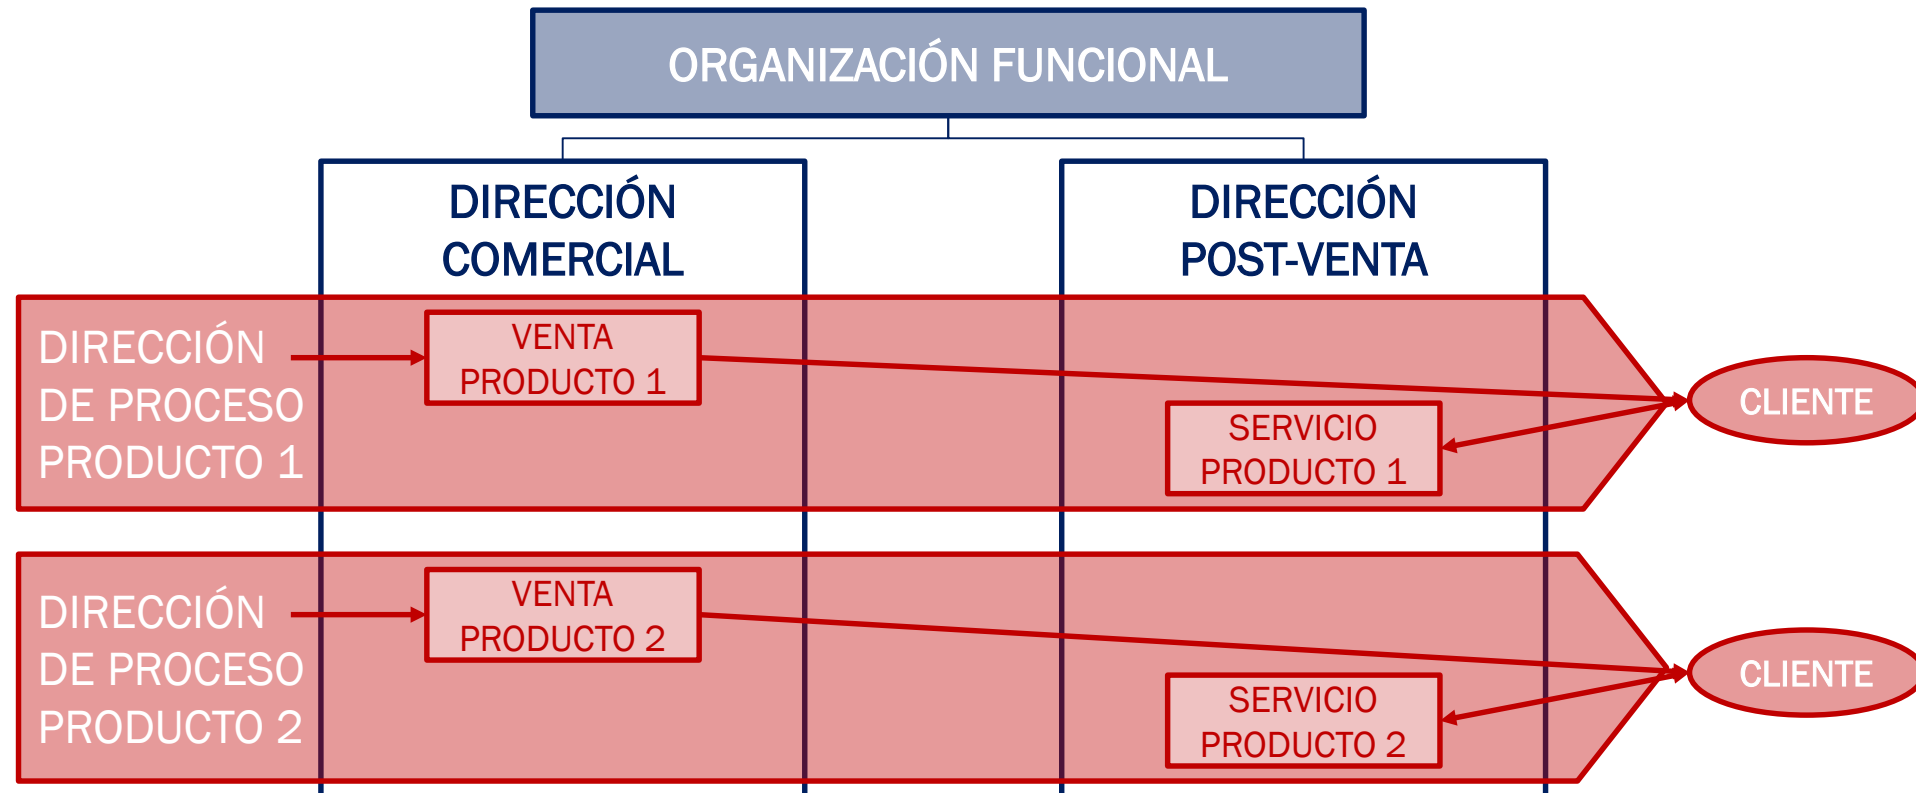 ORGANIZACIÓN FUNCIONAL
DIRECCIÓN
COMERCIAL
DIRECCIÓN
POST-VENTA
DIRECCIÓN
DE PROCESO
PRODUCTO 1
VENTA
PRODUCTO 1
SERVICIO
PRODUCTO 1
CLIENTE
DIRECCIÓN
DE PROCESO
PRODUCTO 2
VENTA
PRODUCTO 2
SERVICIO
PRODUCTO 2
CLIENTE